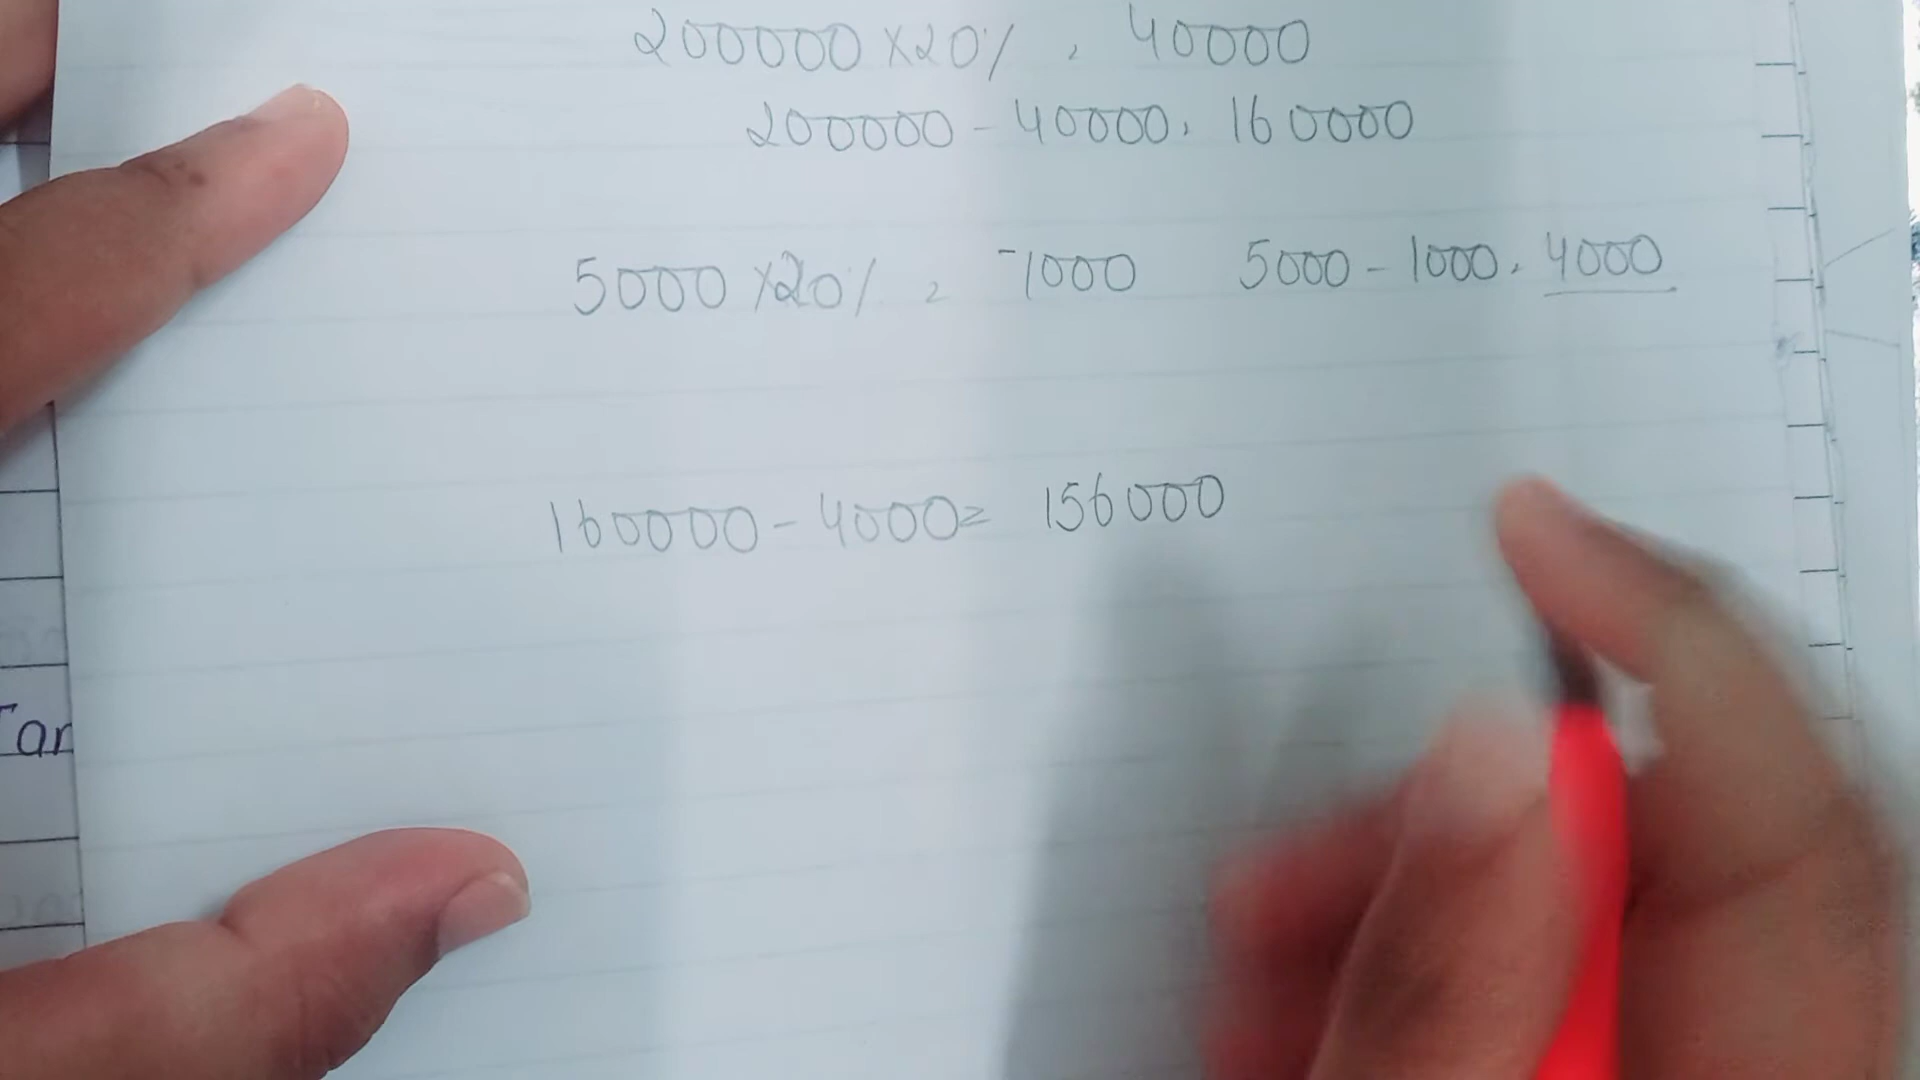 200000 x 20% , 40000
200000 - 40000 , 160000
5000 x 20% , -1000 5000 - 1000 , 4000
160000 - 4000 = 156000
Tar